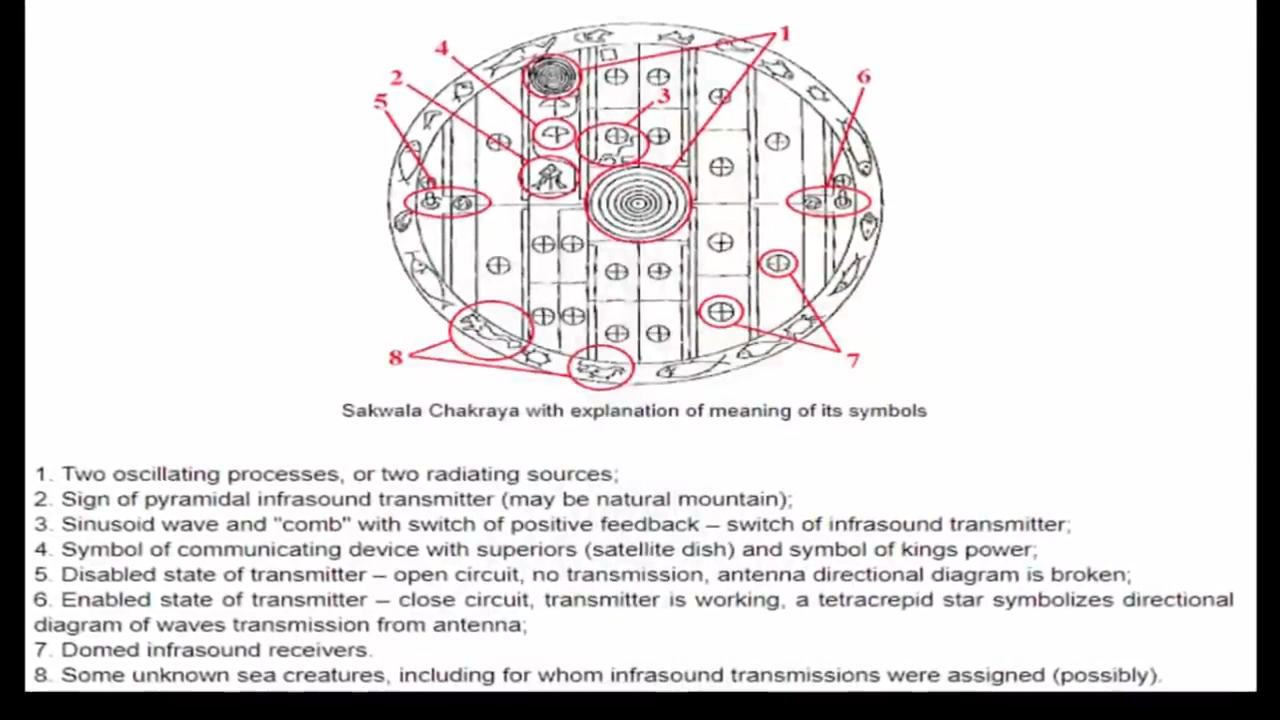 1
4
6
2
3
5
8
7
Sakwala Chakraya with explanation of meaning of its symbols
1. Two oscillating processes, or two radiating sources;
2. Sign of pyramidal infrasound transmitter (may be natural mountain);
3. Sinusoid wave and "comb" with switch of positive feedback – switch of infrasound transmitter;
4. Symbol of communicating device with superiors (satellite dish) and symbol of kings power;
5. Disabled state of transmitter – open circuit, no transmission, antenna directional diagram is broken;
6. Enabled state of transmitter – close circuit, transmitter is working, a tetracrepid star symbolizes directional
diagram of waves transmission from antenna;
7. Domed infrasound receivers.
8. Some unknown sea creatures, including for whom infrasound transmissions were assigned (possibly).